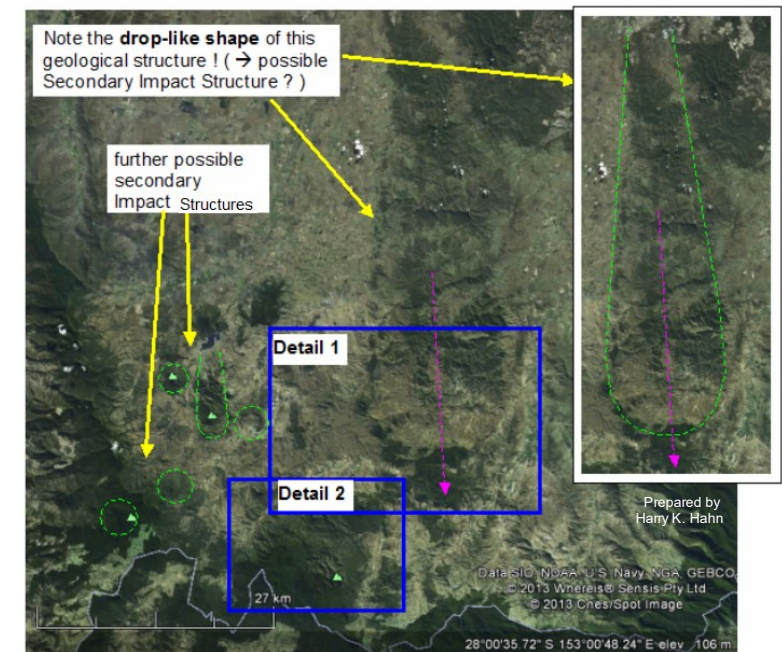 Note the drop-like shape of this
geological structure ! ( → possible
Secondary Impact Structure ? )
further possible
secondary
Impact Structures
Detail 1
Detail 2
Prepared by
Harry K. Hahn
27 km
Data SIO, NOAA, U.S. Navy, NGA, GEBCO
© 2013 Whereis® Sensis Pty Ltd
© 2013 Cnes/Spot Image
28°00'35.72" S 153°00'48.24" E elev 106 m